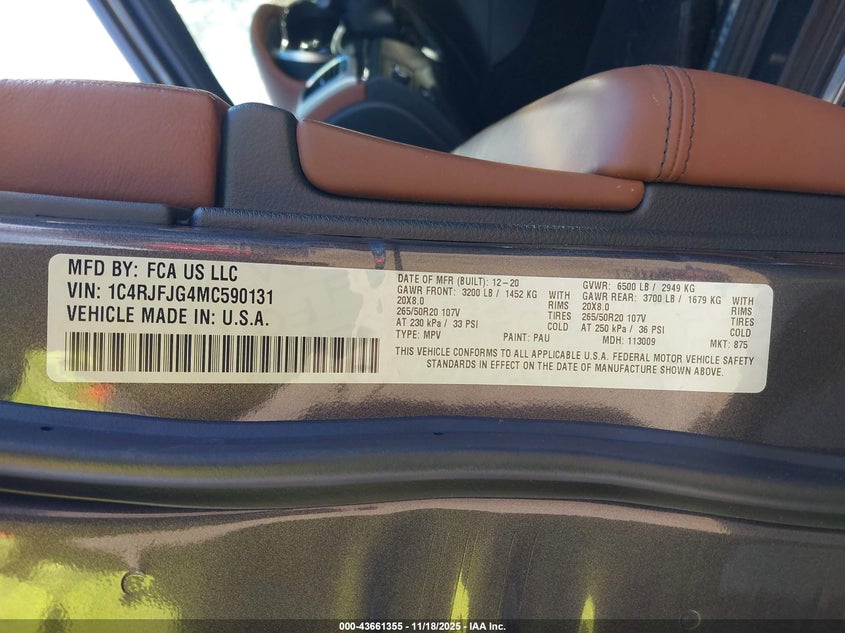 MFD BY: FCA US LLC
VIN: 1C4RJFJG4MC590131
VEHICLE MADE IN: U.S.A.
DATE OF MFR (BUILT): 12-20 GVWR: 6500 LB / 2949 KG
GAWR FRONT: 3200 LB / 1452 KG WITH GAWR REAR: 3700 LB / 1679 KG WITH
20X8.0 RIMS 20X8.0 RIMS
265/50R20 107V TIRES 265/50R20 107V TIRES
AT 230 kPa / 33 PSI COLD AT 250 kPa / 36 PSI COLD
TYPE: MPV PAINT: PAU MDH: 113009 MKT: 875
THIS VEHICLE CONFORMS TO ALL APPLICABLE U.S.A. FEDERAL MOTOR VEHICLE SAFETY
STANDARDS IN EFFECT ON THE DATE OF MANUFACTURE SHOWN ABOVE.
000-43661355 - 11/18/2025 - IAA Inc.